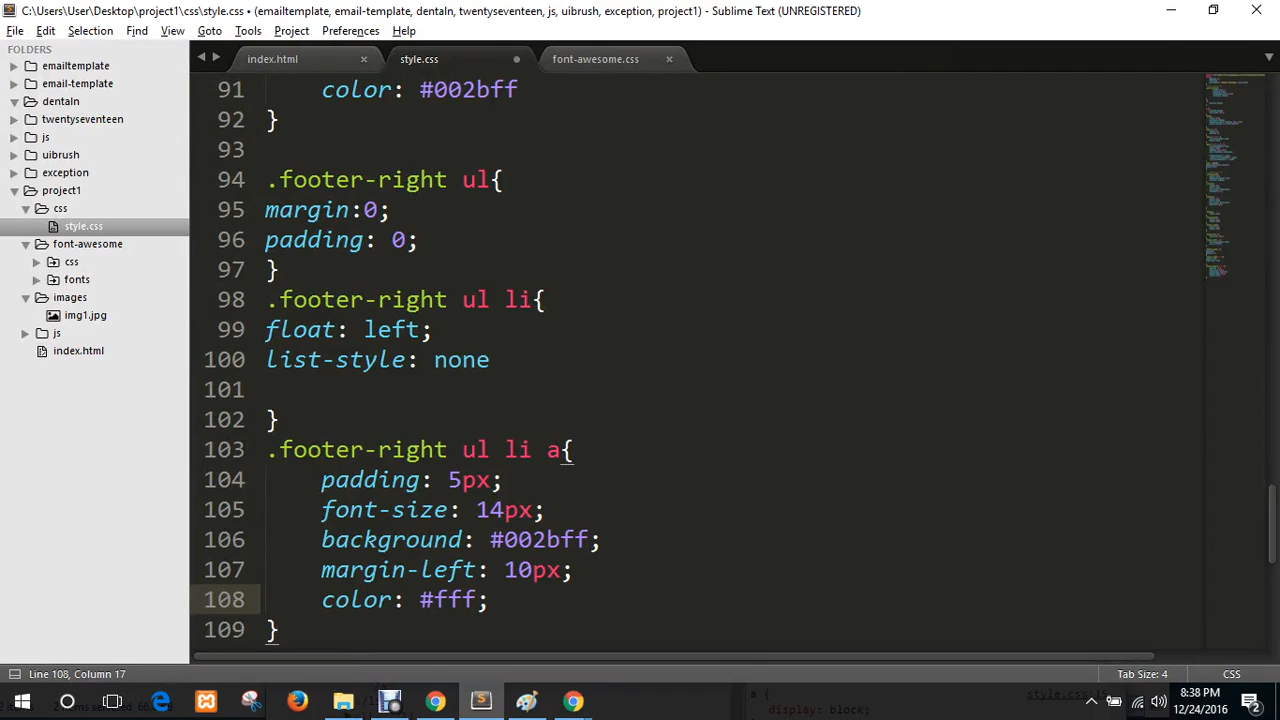 C:\Users\User\Desktop\project1\css\style.css • (emailtemplate, email-template, dentaln, twentyseventeen, js, uibrush, exception, project1) - Sublime Text (UNREGISTERED)
File Edit Selection Find View Goto Tools Project Preferences Help
FOLDERS
emailtemplate
email-template
dentaln
twentyseventeen
js
uibrush
exception
project1
css
style.css
font-awesome
css
fonts
images
img1.jpg
js
index.html
index.html style.css font-awesome.css
91 color: #002bff
92 }
93
94 .footer-right ul{
95 margin:0;
96 padding: 0;
97 }
98 .footer-right ul li{
99 float: left;
100 list-style: none
101
102 }
103 .footer-right ul li a{
104 padding: 5px;
105 font-size: 14px;
106 background: #002bff;
107 margin-left: 10px;
108 color: #fff;
109 }
Line 108, Column 17 Tab Size: 4 CSS
a {
display: block;
8:38 PM
12/24/2016
2